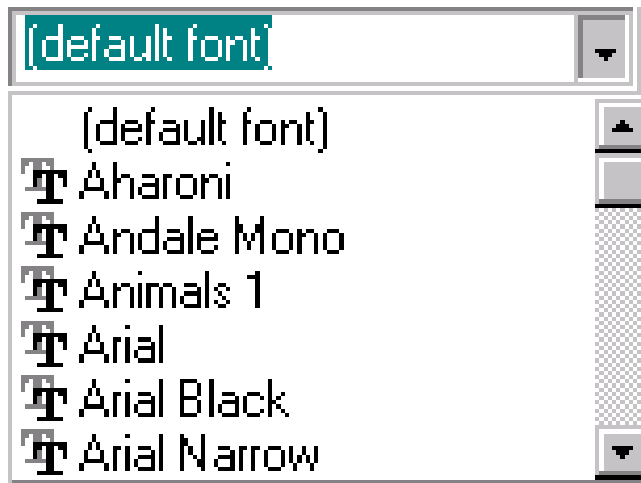 (default font)
(default font)
Aharoni
Andale Mono
Animals 1
Arial
Arial Black
Arial Narrow